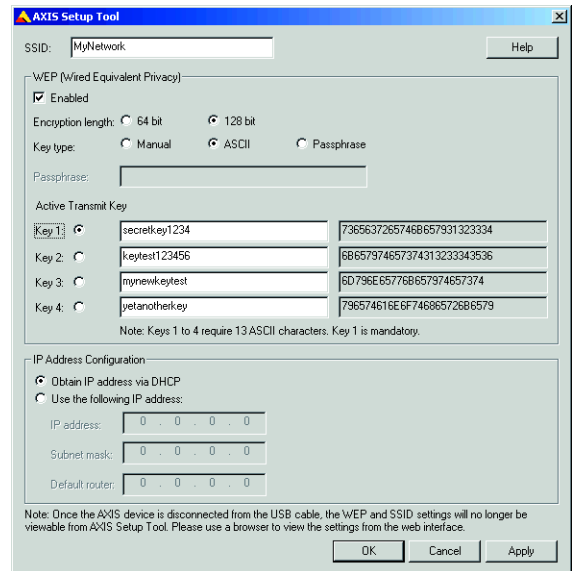 AXIS Setup Tool
SSID: MyNetwork Help
WEP (Wired Equivalent Privacy)
Enabled
Encryption length: 64 bit 128 bit
Key type: Manual ASCII Passphrase
Passphrase:
Active Transmit Key
Key 1: secretkey1234 7365637265746B657931323334
Key 2: keytest123456 6B657974657374313233343536
Key 3: mynewkeytest 6D796E65776B657974657374
Key 4: yetanotherkey 796574616E6F746865726B6579
Note: Keys 1 to 4 require 13 ASCII characters. Key 1 is mandatory.
IP Address Configuration
Obtain IP address via DHCP
Use the following IP address:
IP address: 0 . 0 . 0 . 0
Subnet mask: 0 . 0 . 0 . 0
Default router: 0 . 0 . 0 . 0
Note: Once the AXIS device is disconnected from the USB cable, the WEP and SSID settings will no longer be
viewable from AXIS Setup Tool. Please use a browser to view the settings from the web interface.
OK Cancel Apply